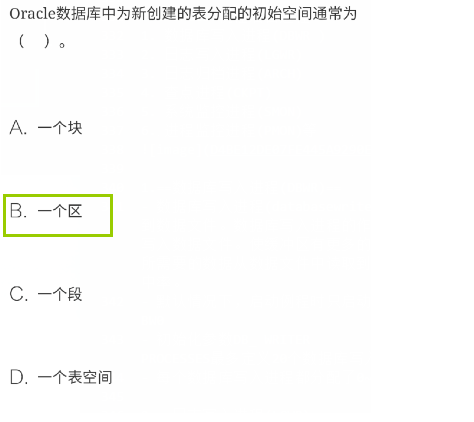 Oracle数据库中为新创建的表分配的初始空间通常为
（　）。
A. 一个块
B. 一个区
C. 一个段
D. 一个表空间